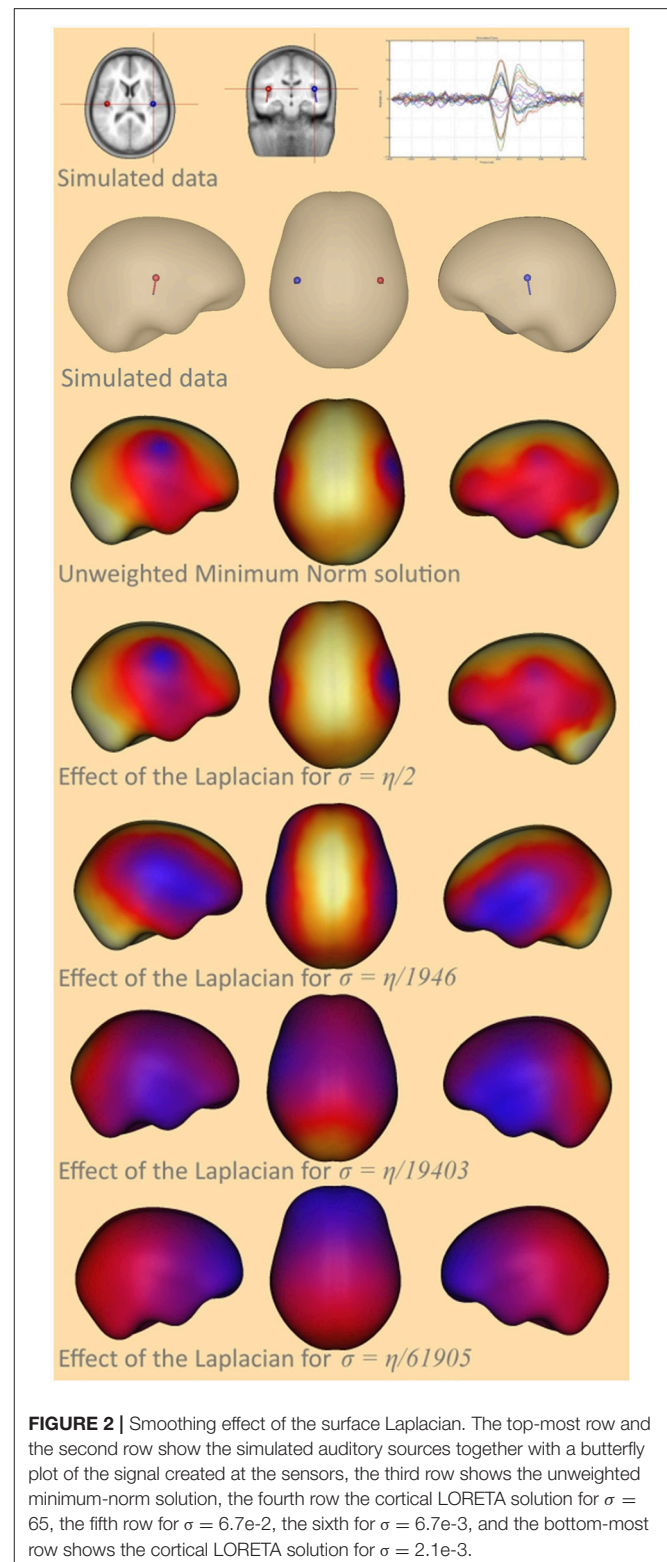 Simulated data
Simulated data
Unweighted Minimum Norm solution
Effect of the Laplacian for σ = η/2
Effect of the Laplacian for σ = η/1946
Effect of the Laplacian for σ = η/19403
Effect of the Laplacian for σ = η/61905
FIGURE 2 | Smoothing effect of the surface Laplacian. The top-most row and
the second row show the simulated auditory sources together with a butterfly
plot of the signal created at the sensors, the third row shows the unweighted
minimum-norm solution, the fourth row the cortical LORETA solution for σ =
65, the fifth row for σ = 6.7e-2, the sixth for σ = 6.7e-3, and the bottom-most
row shows the cortical LORETA solution for σ = 2.1e-3.